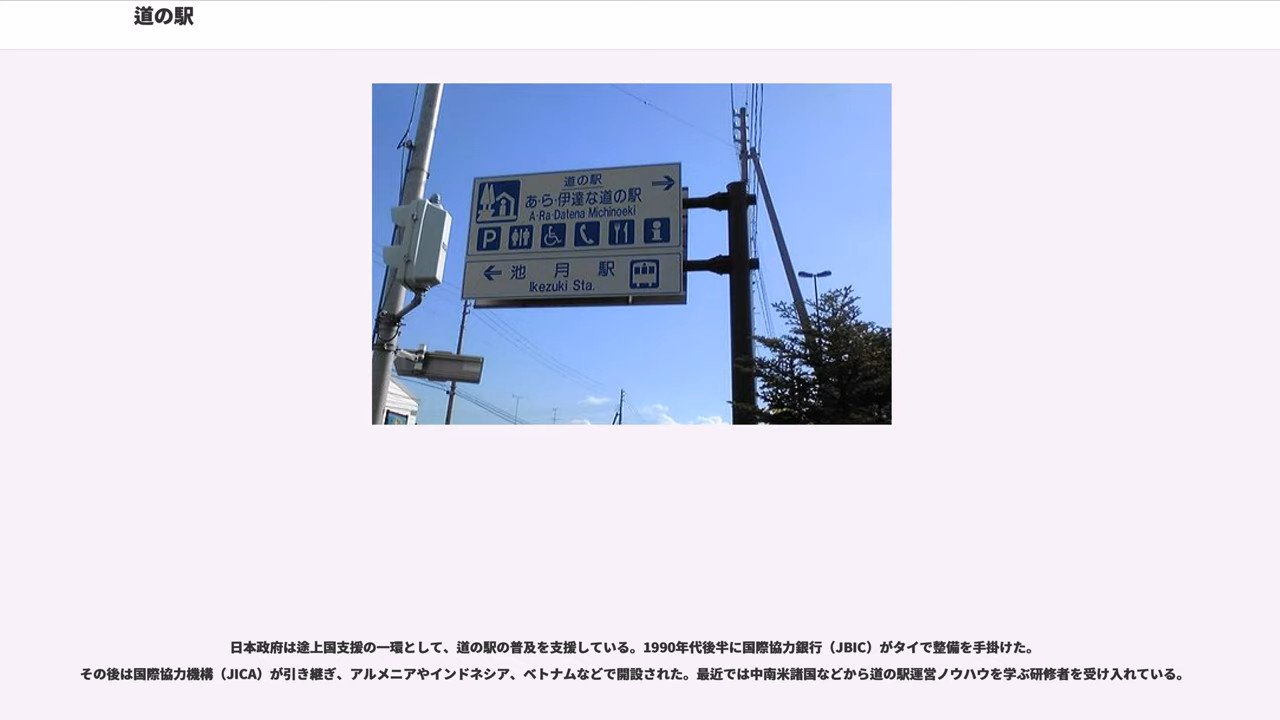 道の駅
道の駅
あ・ら・伊達な道の駅
A・Ra・Datena Michinoeki
P
池月駅
Ikezuki Sta.
日本政府は途上国支援の一環として、道の駅の普及を支援している。1990年代後半に国際協力銀行（JBIC）がタイで整備を手掛けた。
その後は国際協力機構（JICA）が引き継ぎ、アルメニアやインドネシア、ベトナムなどで開設された。最近では中南米諸国などから道の駅運営ノウハウを学ぶ研修者を受け入れている。